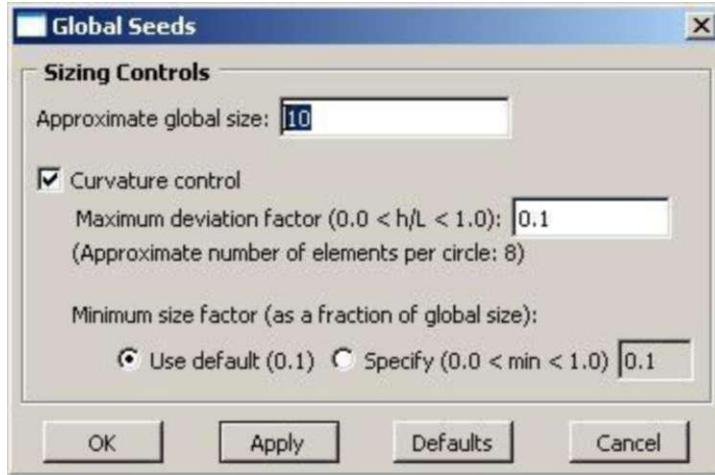 Global Seeds
Sizing Controls
Approximate global size: 10
Curvature control
Maximum deviation factor (0.0 < h/L < 1.0): 0.1
(Approximate number of elements per circle: 8)
Minimum size factor (as a fraction of global size):
Use default (0.1) Specify (0.0 < min < 1.0) 0.1
OK Apply Defaults Cancel